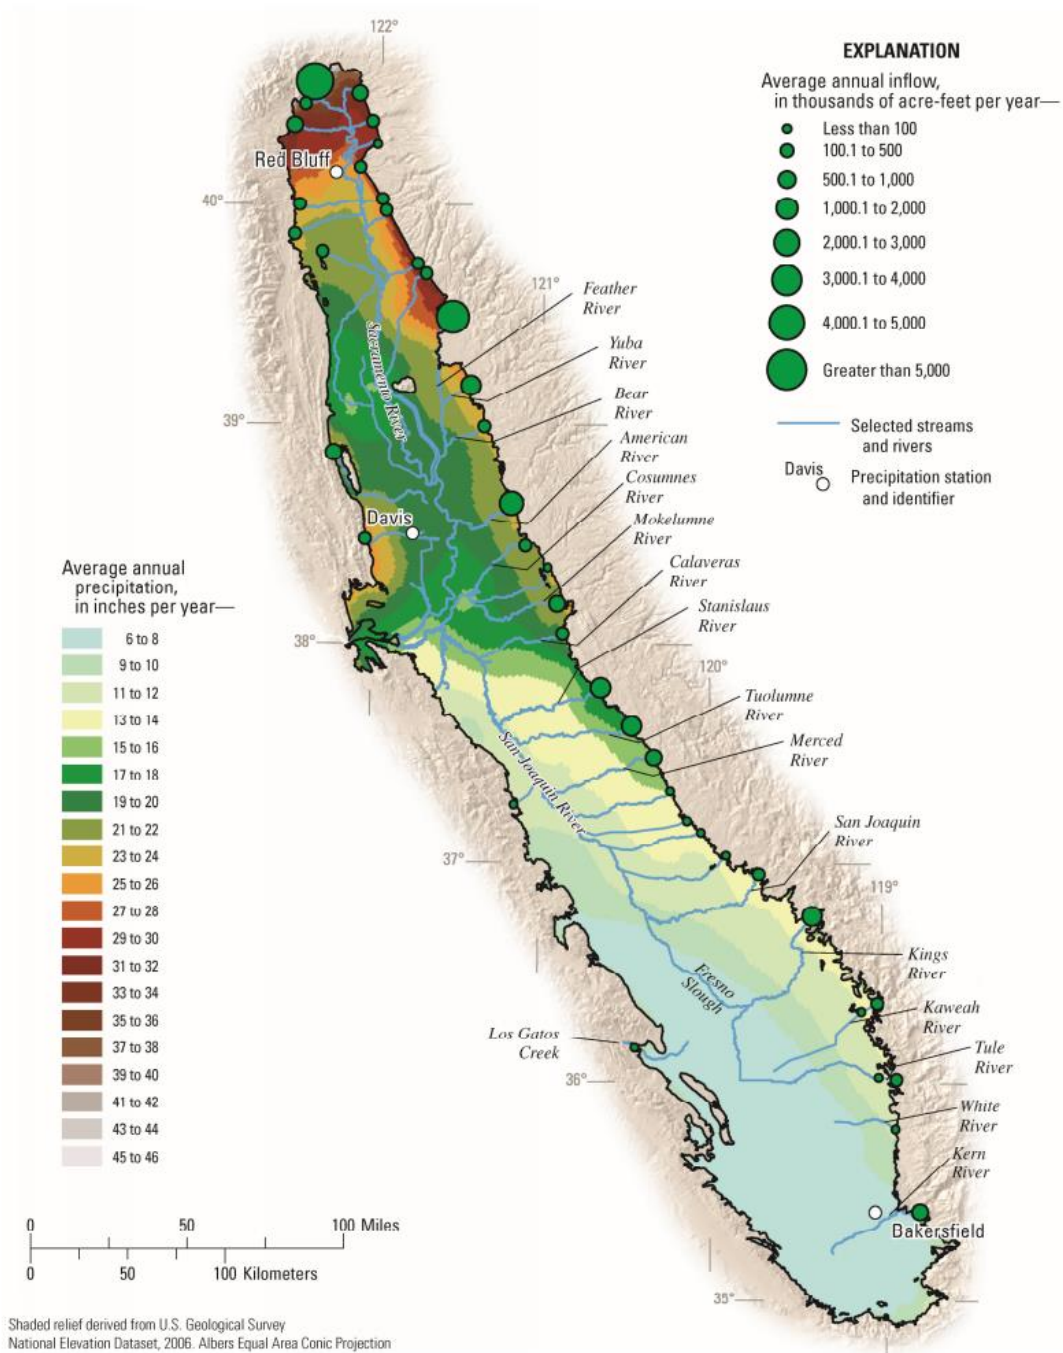 122°
EXPLANATION
Average annual inflow,
in thousands of acre-feet per year—
Less than 100
100.1 to 500
500.1 to 1,000
1,000.1 to 2,000
2,000.1 to 3,000
3,000.1 to 4,000
4,000.1 to 5,000
Greater than 5,000
Selected streams
and rivers
Davis
Precipitation station
and identifier
Red Bluff
40°
121°
Feather
River
Yuba
River
Sacramento River
Bear
River
39°
American
River
Cosumnes
River
Davis
Mokelumne
River
Calaveras
River
Stanislaus
River
38°
120°
Tuolumne
River
Merced
River
San Joaquin River
San Joaquin
River
37°
119°
Kings
River
Fresno
Slough
Kaweah
River
Los Gatos
Creek
Tule
River
36°
White
River
Kern
River
Bakersfield
35°
Average annual
precipitation,
in inches per year—
6 to 8
9 to 10
11 to 12
13 to 14
15 to 16
17 to 18
19 to 20
21 to 22
23 to 24
25 to 26
27 to 28
29 to 30
31 to 32
33 to 34
35 to 36
37 to 38
39 to 40
41 to 42
43 to 44
45 to 46
0 50 100 Miles
0 50 100 Kilometers
Shaded relief derived from U.S. Geological Survey
National Elevation Dataset, 2006. Albers Equal Area Conic Projection